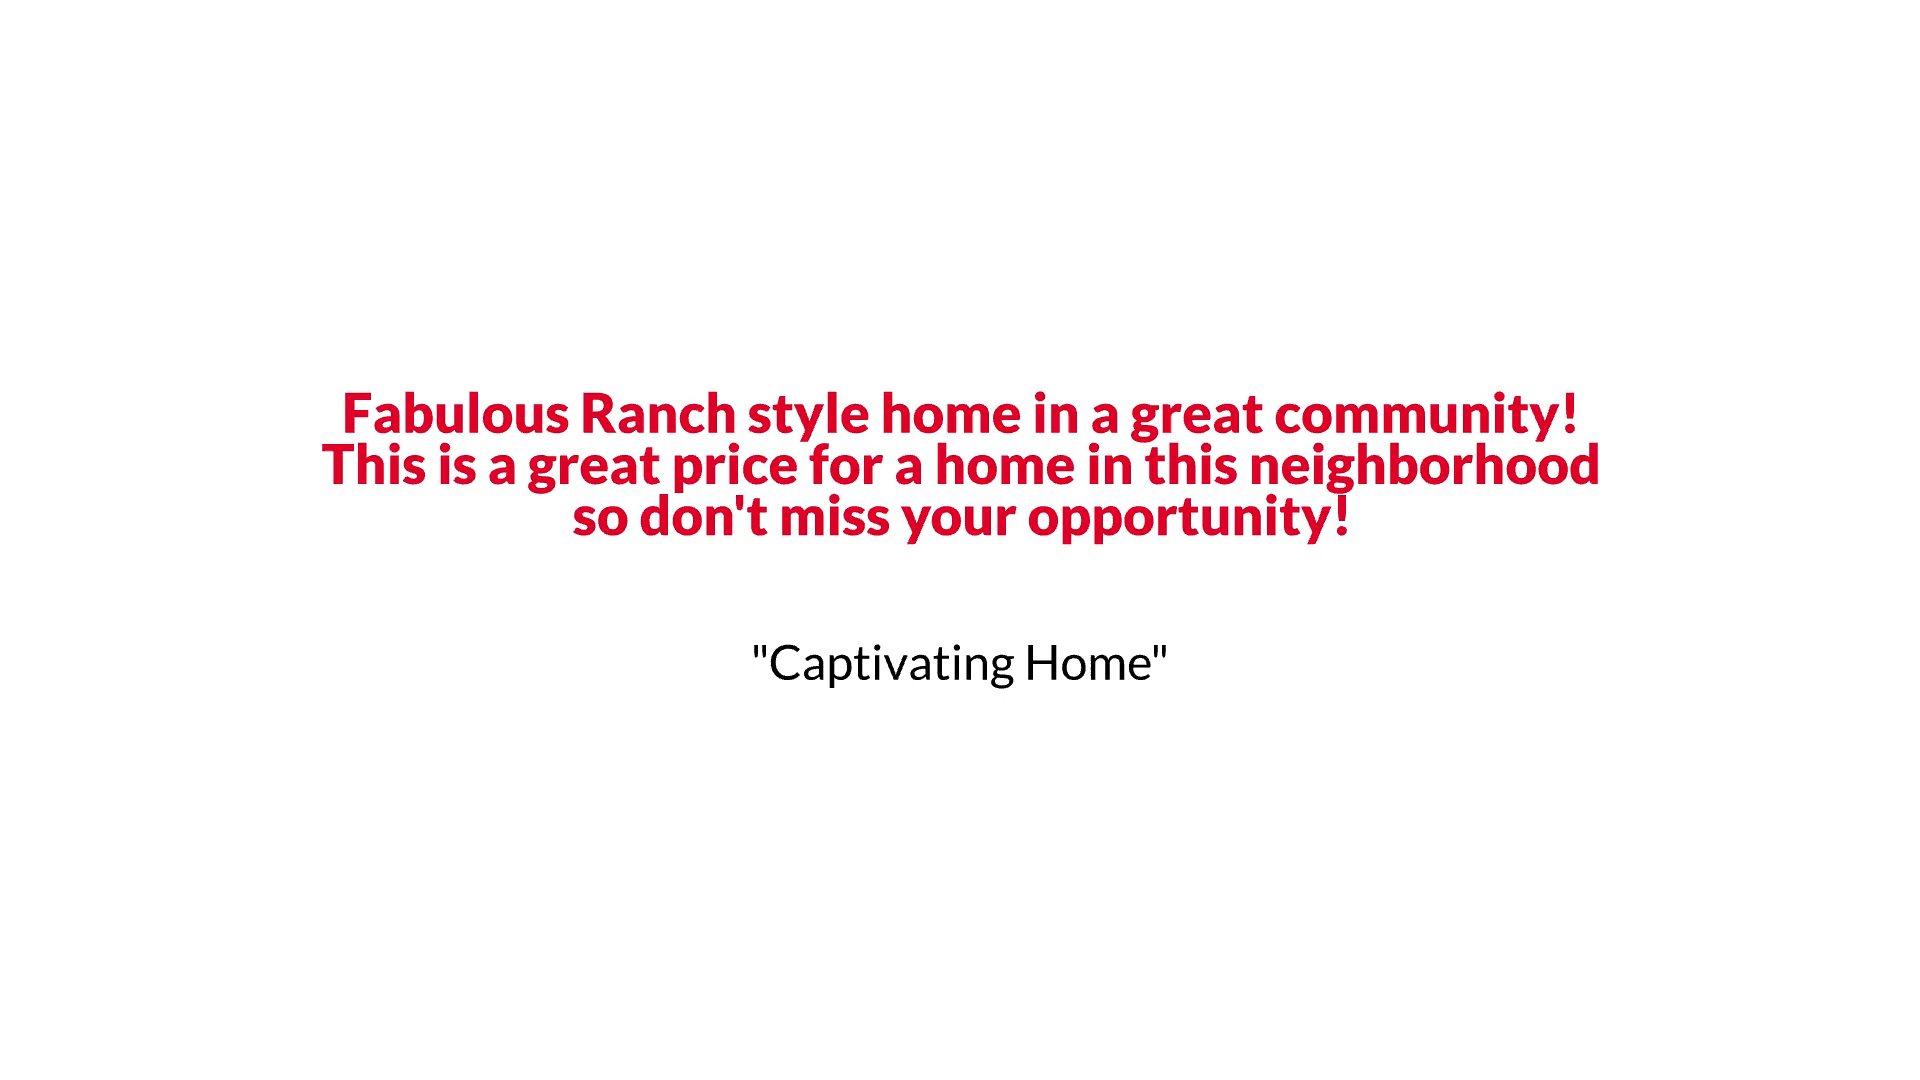 Fabulous Ranch style home in a great community!
This is a great price for a home in this neighborhood
so don't miss your opportunity!
"Captivating Home"